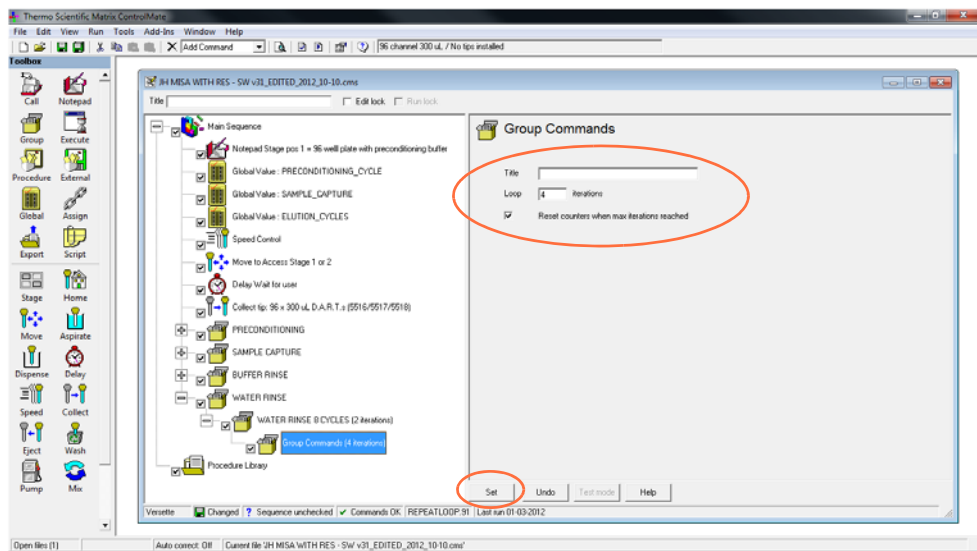 Thermo Scientific Matrix ControlMate
File Edit View Run Tools Add-Ins Window Help
Add Command
96 channel 300 uL / No tips installed
Toolbox
Call Notepad
Group Execute
Procedure External
Global Assign
Export Script
Stage Home
Move Aspirate
Dispense Delay
Speed Collect
Eject Wash
Pump Mix
JH MISA WITH RES - SW v31_EDITED_2012_10-10.cms
Title Edit lock Run lock
Main Sequence
Notepad Stage pos 1 = 96 well plate with preconditioning buffer
Global Value : PRECONDITIONING_CYCLE
Global Value : SAMPLE_CAPTURE
Global Value : ELUTION_CYCLES
Speed Control
Move to Access Stage 1 or 2
Delay Wait for user
Collect tip: 96 x 300 uL D.A.R.T.s (5516/5517/5518)
PRECONDITIONING
SAMPLE CAPTURE
BUFFER RINSE
WATER RINSE
WATER RINSE 8 CYCLES (2 iterations)
Group Commands (4 iterations)
Procedure Library
Group Commands
Title
Loop 4 iterations
Reset counters when max iterations reached
Set Undo Test mode Help
Versette Changed ? Sequence unchecked Commands OK REPEATLOOP.91 Last run 01-03-2012
Open files (1) Auto correct: Off Current file 'JH MISA WITH RES - SW v31_EDITED_2012_10-10.cms'